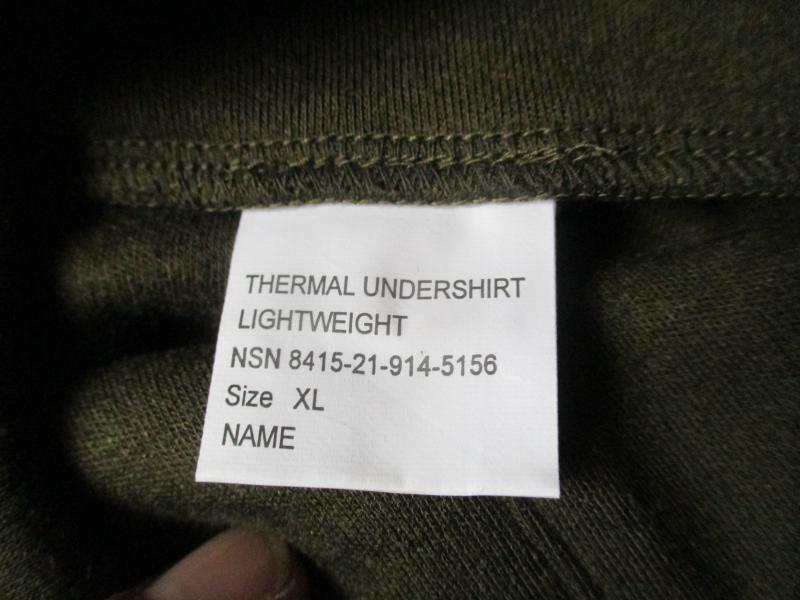 THERMAL UNDERSHIRT
LIGHTWEIGHT
NSN 8415-21-914-5156
Size XL
NAME